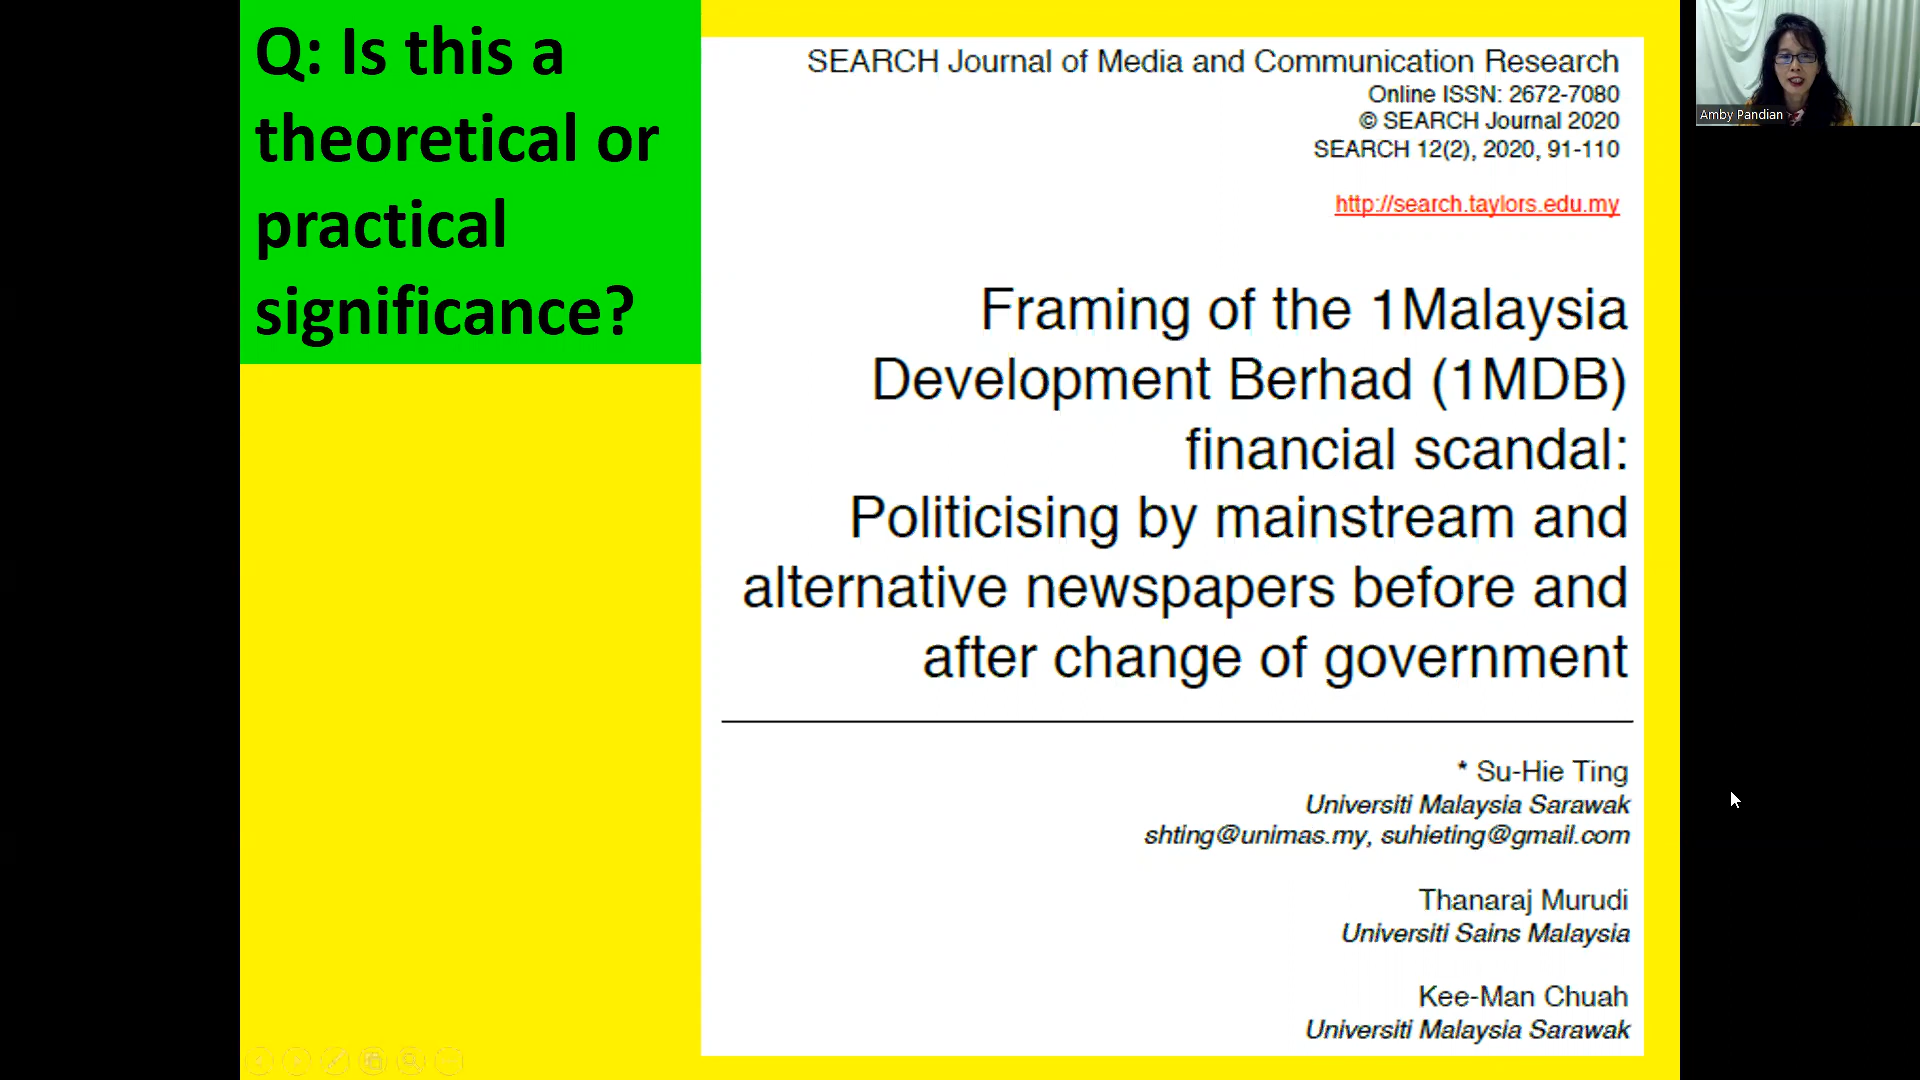 Q: Is this a
theoretical or
practical
significance?
SEARCH Journal of Media and Communication Research
Online ISSN: 2672-7080
© SEARCH Journal 2020
SEARCH 12(2), 2020, 91-110
http://search.taylors.edu.my
Framing of the 1Malaysia
Development Berhad (1MDB)
financial scandal:
Politicising by mainstream and
alternative newspapers before and
after change of government
* Su-Hie Ting
Universiti Malaysia Sarawak
shting@unimas.my, suhieting@gmail.com
Thanaraj Murudi
Universiti Sains Malaysia
Kee-Man Chuah
Universiti Malaysia Sarawak
Amby Pandian